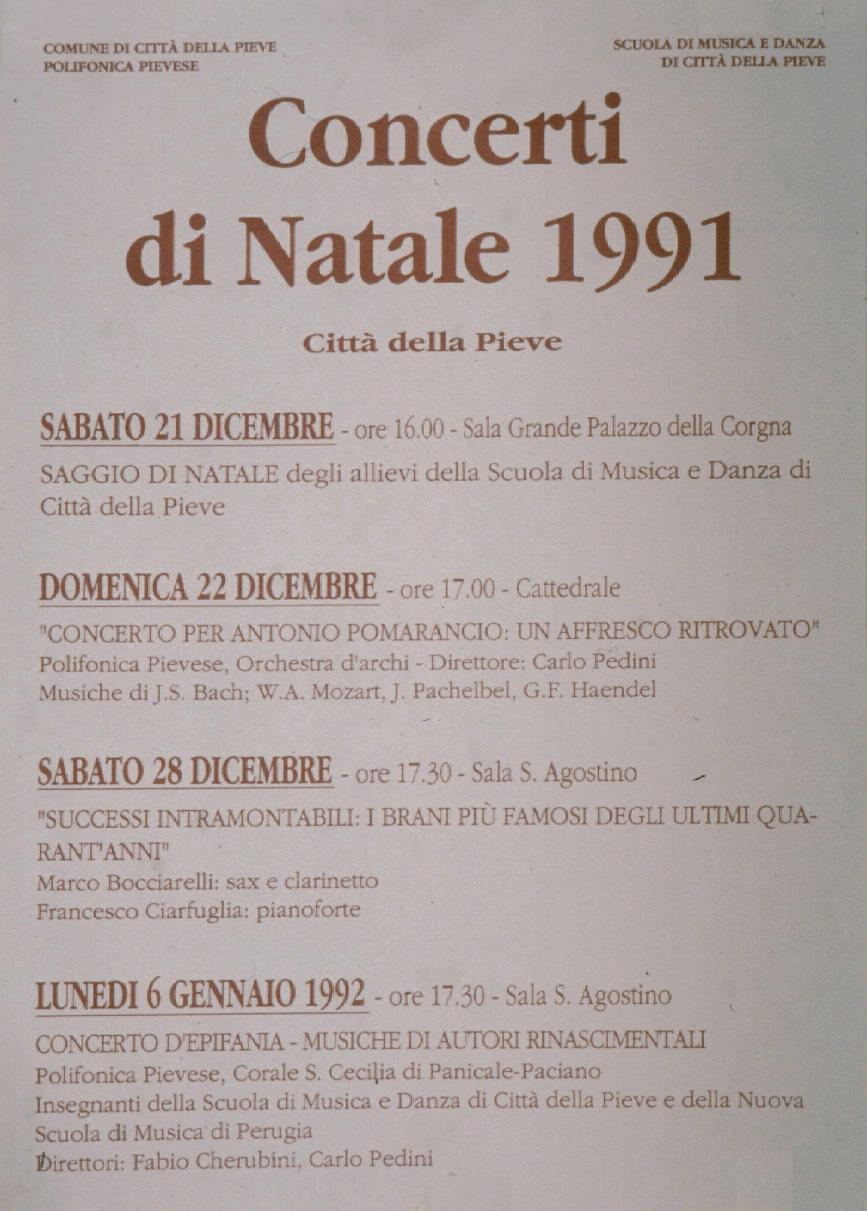 COMUNE DI CITTÀ DELLA PIEVE
POLIFONICA PIEVESE
SCUOLA DI MUSICA E DANZA
DI CITTÀ DELLA PIEVE
Concerti
di Natale 1991
Città della Pieve
SABATO 21 DICEMBRE - ore 16.00 - Sala Grande Palazzo della Corgna
SAGGIO DI NATALE degli allievi della Scuola di Musica e Danza di
Città della Pieve
DOMENICA 22 DICEMBRE - ore 17.00 - Cattedrale
"CONCERTO PER ANTONIO POMARANCIO: UN AFFRESCO RITROVATO"
Polifonica Pievese, Orchestra d'archi - Direttore: Carlo Pedini
Musiche di J.S. Bach; W.A. Mozart, J. Pachelbel, G.F. Haendel
SABATO 28 DICEMBRE - ore 17.30 - Sala S. Agostino
"SUCCESSI INTRAMONTABILI: I BRANI PIÙ FAMOSI DEGLI ULTIMI QUA-
RANT'ANNI"
Marco Bocciarelli: sax e clarinetto
Francesco Ciarfuglia: pianoforte
LUNEDI 6 GENNAIO 1992 - ore 17.30 - Sala S. Agostino
CONCERTO D'EPIFANIA - MUSICHE DI AUTORI RINASCIMENTALI
Polifonica Pievese, Corale S. Cecilia di Panicale-Paciano
Insegnanti della Scuola di Musica e Danza di Città della Pieve e della Nuova
Scuola di Musica di Perugia
Direttori: Fabio Cherubini, Carlo Pedini